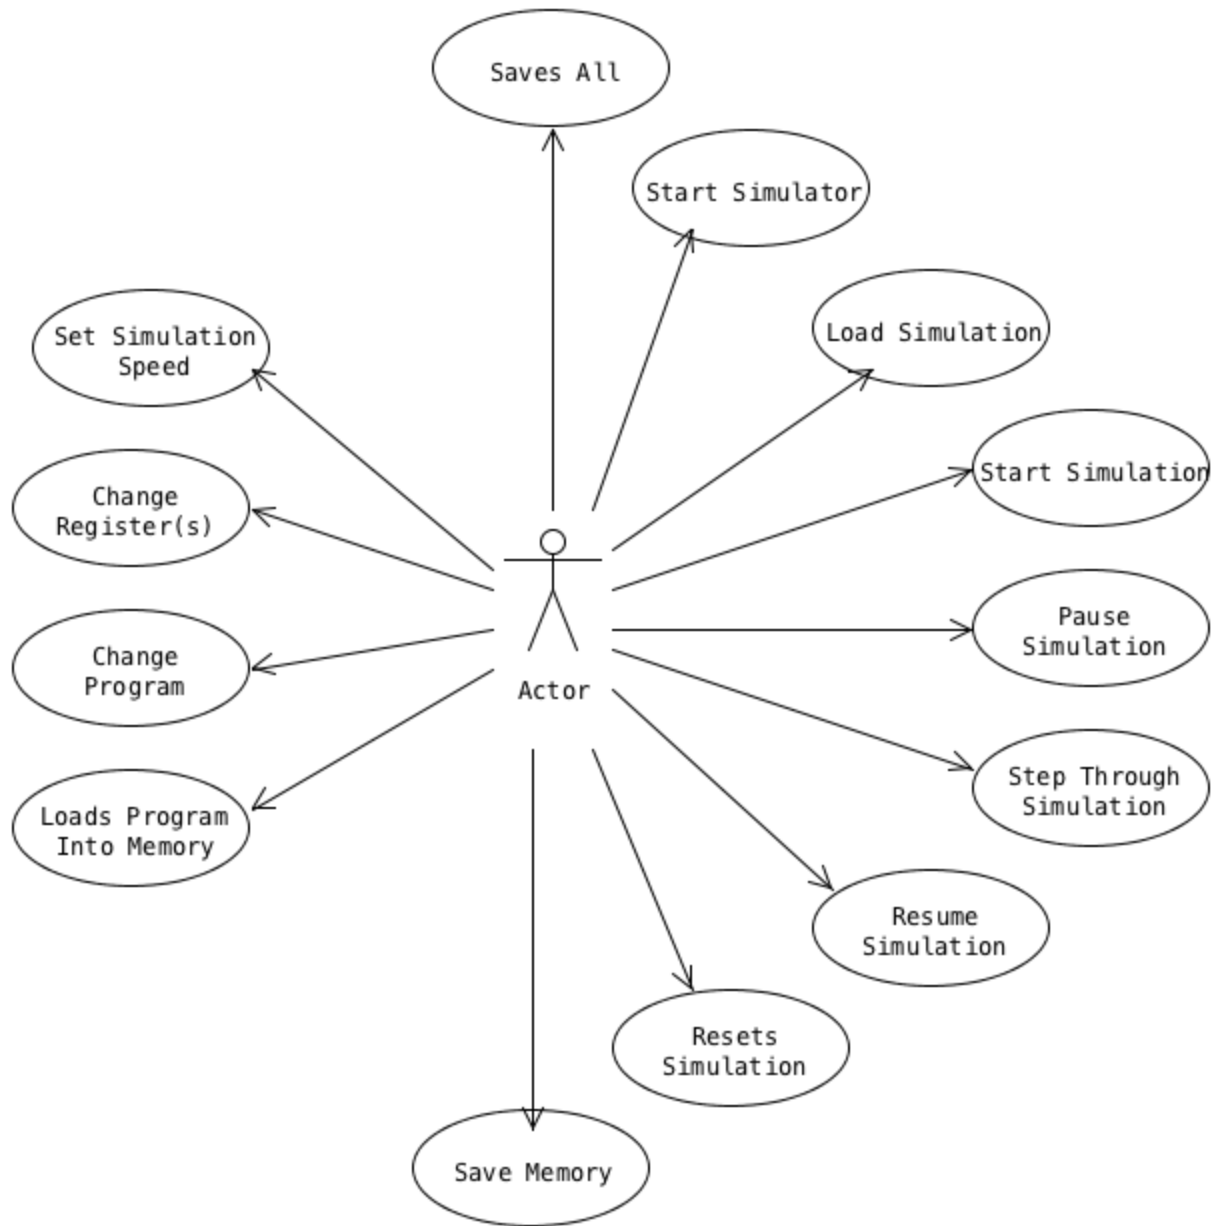 Saves All
Start Simulator
Load Simulation
Set Simulation
Speed
Start Simulation
Change
Register(s)
Pause
Simulation
Change
Program
Actor
Step Through
Simulation
Loads Program
Into Memory
Resume
Simulation
Resets
Simulation
Save Memory